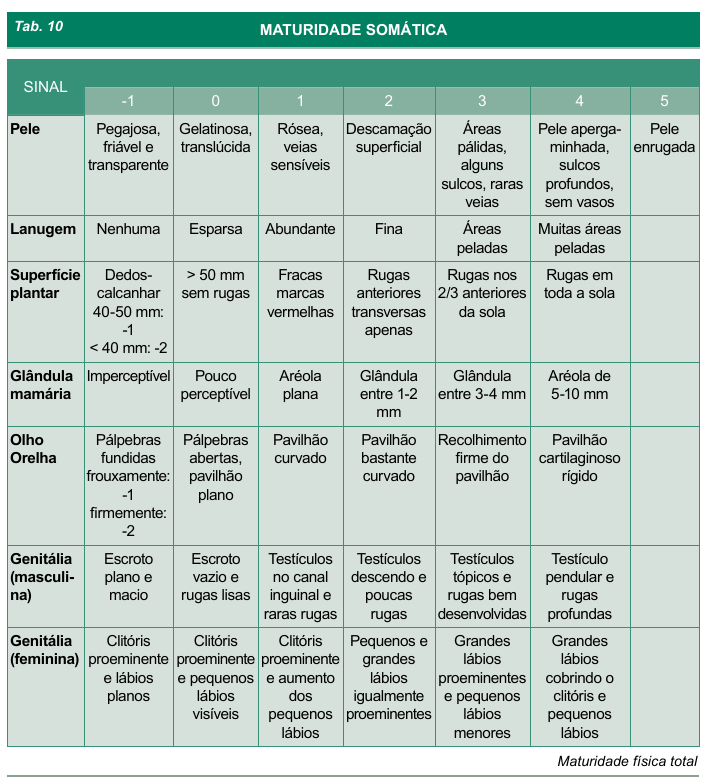 Tab. 10
MATURIDADE SOMÁTICA
SINAL
-1 0 1 2 3 4 5
Pele
Pegajosa,
friável e
transparente
Gelatinosa,
translúcida
Rósea,
veias
sensíveis
Descamação
superficial
Áreas
pálidas,
alguns
sulcos, raras
veias
Pele aperga-
minhada,
sulcos
profundos,
sem vasos
Pele
enrugada
Lanugem
Nenhuma
Esparsa
Abundante
Fina
Áreas
peladas
Muitas áreas
peladas
Superfície
plantar
Dedos-
calcanhar
40-50 mm:
-1
< 40 mm: -2
> 50 mm
sem rugas
Fracas
marcas
vermelhas
Rugas
anteriores
transversas
apenas
Rugas nos
2/3 anteriores
da sola
Rugas em
toda a sola
Glândula
mamária
Imperceptível
Pouco
perceptível
Aréola
plana
Glândula
entre 1-2
mm
Glândula
entre 3-4 mm
Aréola de
5-10 mm
Olho
Orelha
Pálpebras
fundidas
frouxamente:
-1
firmemente:
-2
Pálpebras
abertas,
pavilhão
plano
Pavilhão
curvado
Pavilhão
bastante
curvado
Recolhimento
firme do
pavilhão
Pavilhão
cartilaginoso
rígido
Genitália
(masculi-
na)
Escroto
plano e
macio
Escroto
vazio e
rugas lisas
Testículos
no canal
inguinal e
raras rugas
Testículos
descendo e
poucas
rugas
Testículos
tópicos e
rugas bem
desenvolvidas
Testículo
pendular e
rugas
profundas
Genitália
(feminina)
Clitóris
proeminente
e lábios
planos
Clitóris
proeminente
e pequenos
lábios
visíveis
Clitóris
proeminente
e aumento
dos
pequenos
lábios
Pequenos e
grandes
lábios
igualmente
proeminentes
Grandes
lábios
proeminentes
e pequenos
lábios
menores
Grandes
lábios
cobrindo o
clitóris e
pequenos
lábios
Maturidade física total